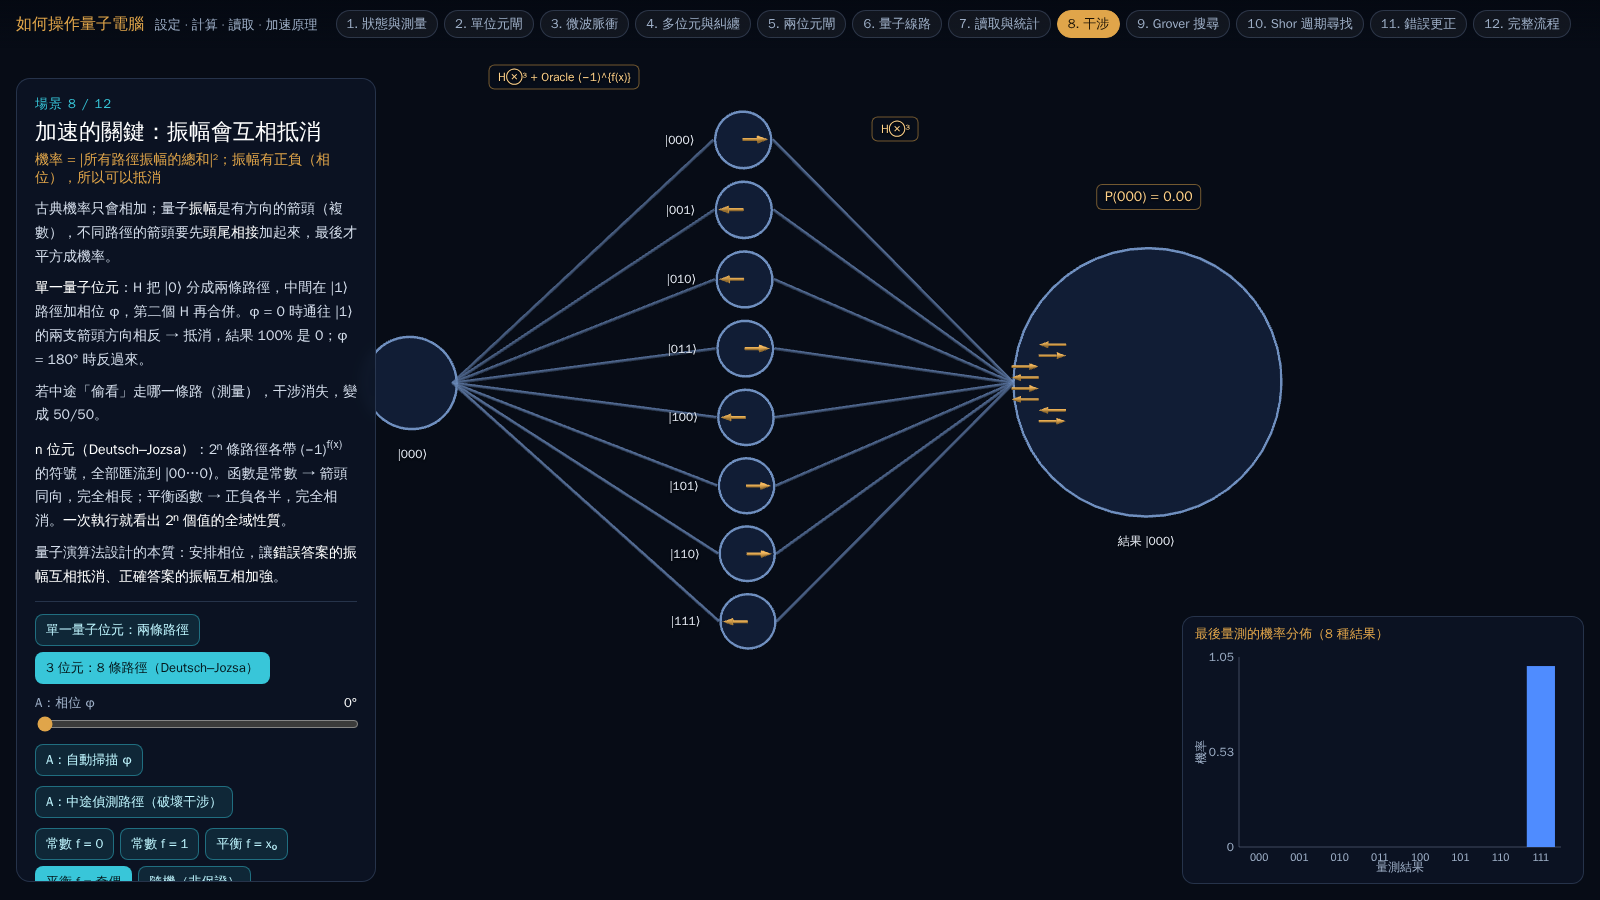 如何操作量子電腦 設定 · 計算 · 讀取 · 加速原理
1. 狀態與測量
2. 單位元閘
3. 微波脈衝
4. 多位元與糾纏
5. 兩位元閘
6. 量子線路
7. 讀取與統計
8. 干涉
9. Grover 搜尋
10. Shor 週期尋找
11. 錯誤更正
12. 完整流程
場景 8 / 12
加速的關鍵：振幅會互相抵消
機率 = |所有路徑振幅的總和|²；振幅有正負（相
位），所以可以抵消
古典機率只會相加；量子振幅是有方向的箭頭（複
數），不同路徑的箭頭要先頭尾相接加起來，最後才
平方成機率。
單一量子位元：H 把 |0⟩ 分成兩條路徑，中間在 |1⟩
路徑加相位 φ，第二個 H 再合併。φ = 0 時通往 |1⟩
的兩支箭頭方向相反 → 抵消，結果 100% 是 0；φ
= 180° 時反過來。
若中途「偷看」走哪一條路（測量），干涉消失，變
成 50/50。
n 位元（Deutsch–Jozsa）：2ⁿ 條路徑各帶 (−1)^f(x)
的符號，全部匯流到 |00⋯0⟩。函數是常數 → 箭頭
同向，完全相長；平衡函數 → 正負各半，完全相
消。一次執行就看出 2ⁿ 個值的全域性質。
量子演算法設計的本質：安排相位，讓錯誤答案的振
幅互相抵消、正確答案的振幅互相加強。
單一量子位元：兩條路徑
3 位元：8 條路徑（Deutsch–Jozsa）
A：相位 φ 0°
A：自動掃描 φ
A：中途偵測路徑（破壞干涉）
常數 f = 0
常數 f = 1
平衡 f = x₀
平衡 f = 奇偶
隨機（非保證）
H⊗³ + Oracle (−1)^{f(x)}
H⊗³
P(000) = 0.00
|000⟩
|000⟩
|001⟩
|010⟩
|011⟩
|100⟩
|101⟩
|110⟩
|111⟩
結果 |000⟩
最後量測的機率分佈（8 種結果）
1.05
0.53
0
機率
000 001 010 011 100 101 110 111
量測結果